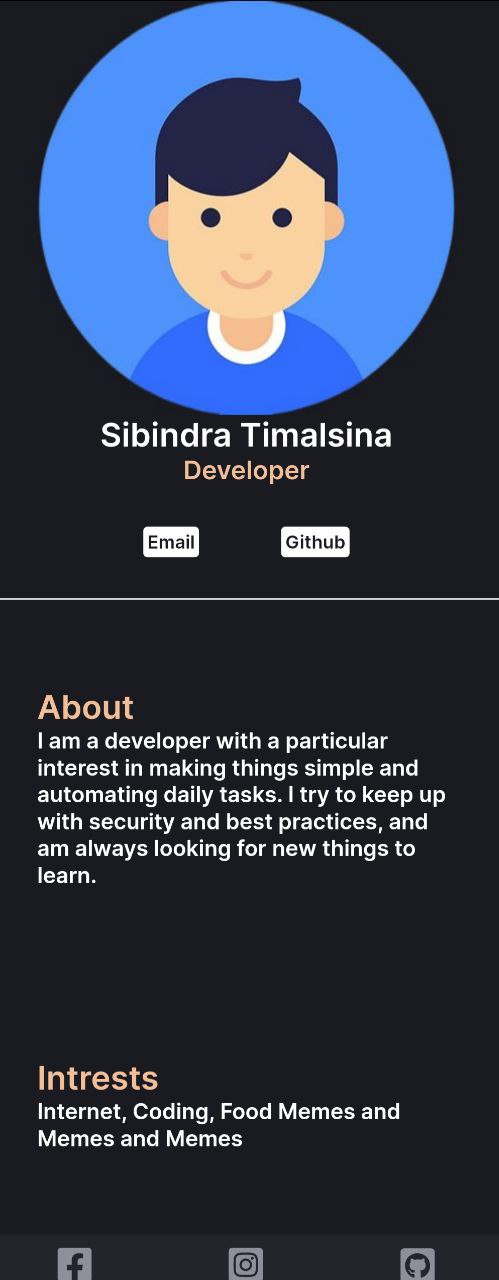 Sibindra Timalsina
Developer
Email Github
About
I am a developer with a particular
interest in making things simple and
automating daily tasks. I try to keep up
with security and best practices, and
am always looking for new things to
learn.
Intrests
Internet, Coding, Food Memes and
Memes and Memes